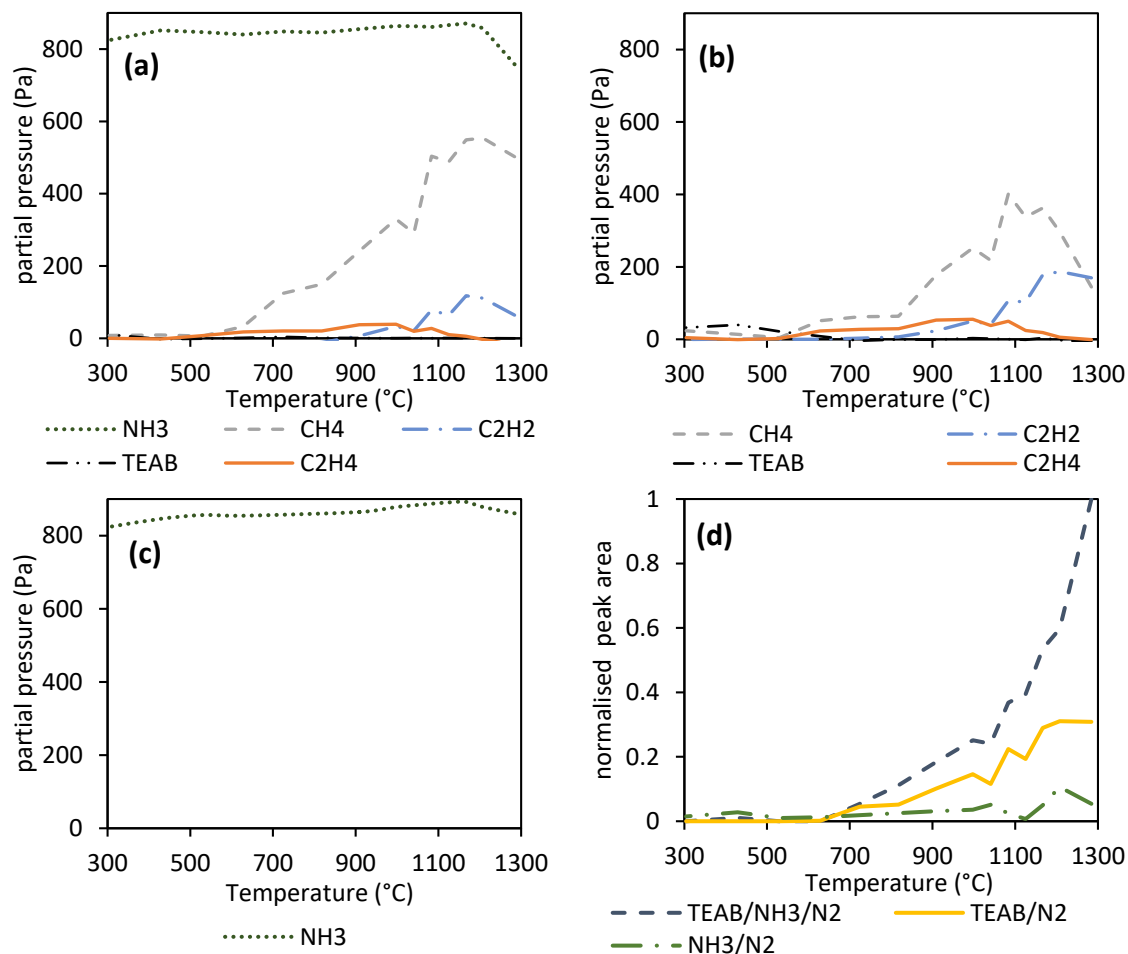 (a)
partial pressure (Pa)
800
600
400
200
0
300 500 700 900 1100 1300
Temperature (°C)
NH3 CH4 C2H2
TEAB C2H4
(b)
partial pressure (Pa)
800
600
400
200
0
300 500 700 900 1100 1300
Temperature (°C)
CH4 C2H2
TEAB C2H4
(c)
partial pressure (Pa)
800
600
400
200
0
300 500 700 900 1100 1300
Temperature (°C)
NH3
(d)
normalised peak area
1
0.8
0.6
0.4
0.2
0
300 500 700 900 1100 1300
Temperature (°C)
TEAB/NH3/N2 TEAB/N2
NH3/N2